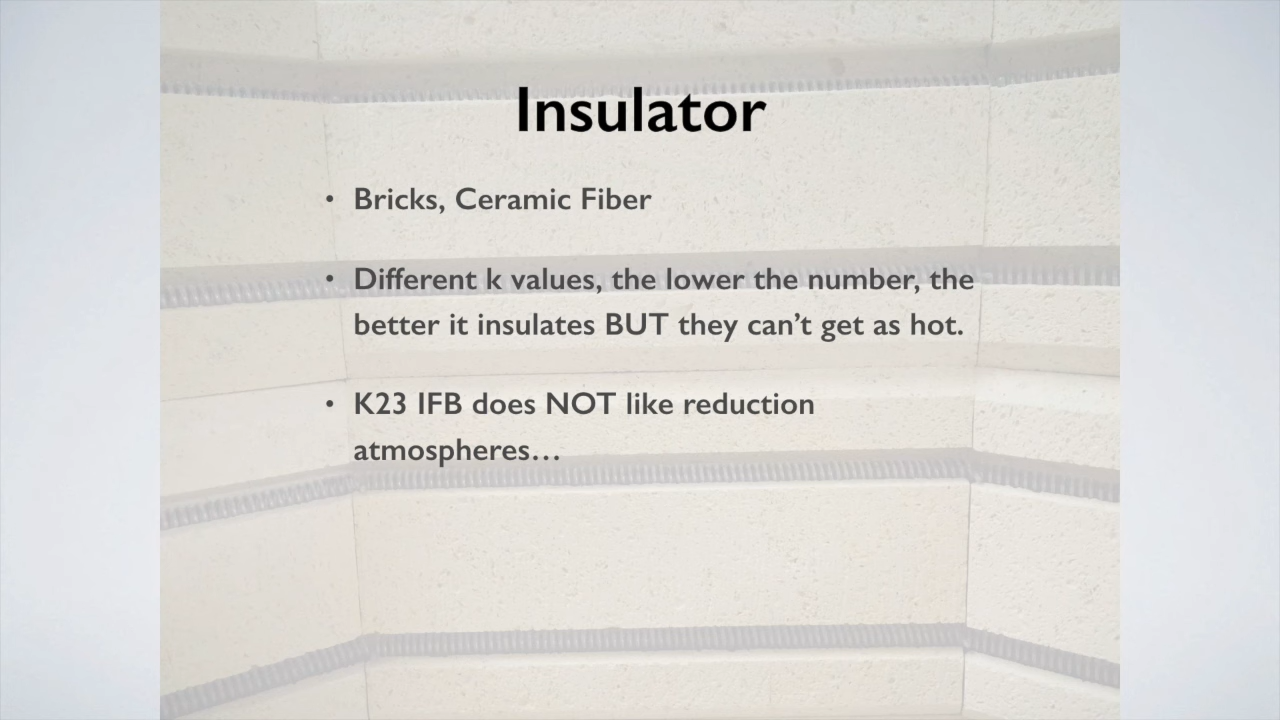 Insulator
• Bricks, Ceramic Fiber
• Different k values, the lower the number, the
better it insulates BUT they can’t get as hot.
• K23 IFB does NOT like reduction
atmospheres…